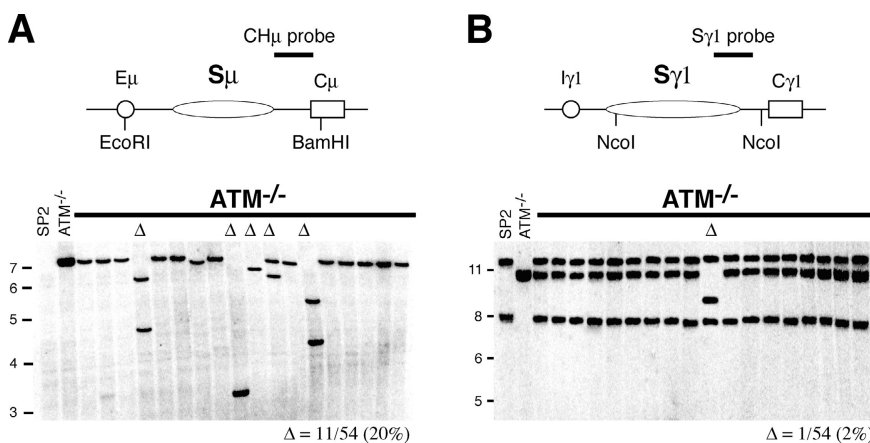 A
CHμ probe
Eμ
Sμ
Cμ
EcoRI
BamHI
ATM-/-
SP2
ATM-/-
Δ
Δ
Δ
Δ
Δ
7
6
5
4
3
Δ = 11/54 (20%)
B
Sγ1 probe
Iγ1
Sγ1
Cγ1
NcoI
NcoI
ATM-/-
SP2
ATM-/-
Δ
11
8
6
5
Δ = 1/54 (2%)